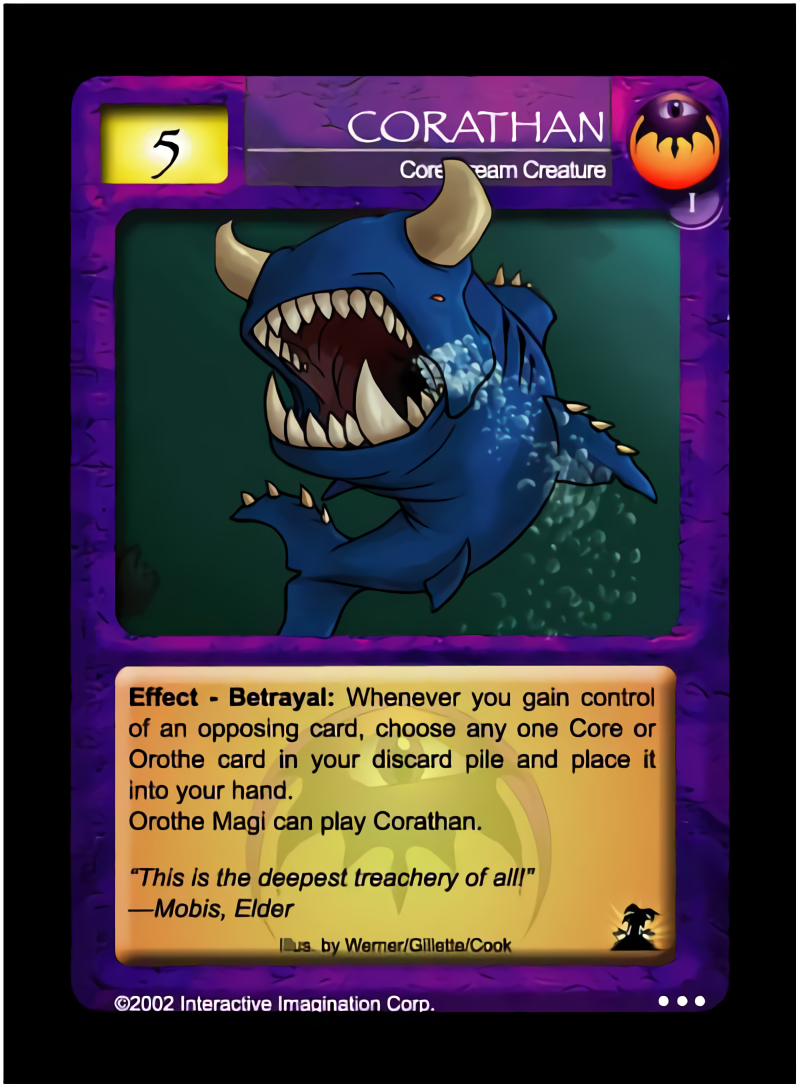 5
CORATHAN
Core eam Creature
I
Effect - Betrayal: Whenever you gain control
of an opposing card, choose any one Core or
Orothe card in your discard pile and place it
into your hand.
Orothe Magi can play Corathan.
“This is the deepest treachery of all!”
—Mobis, Elder
Illus. by Werner/Gillette/Cook
©2002 Interactive Imagination Corp.